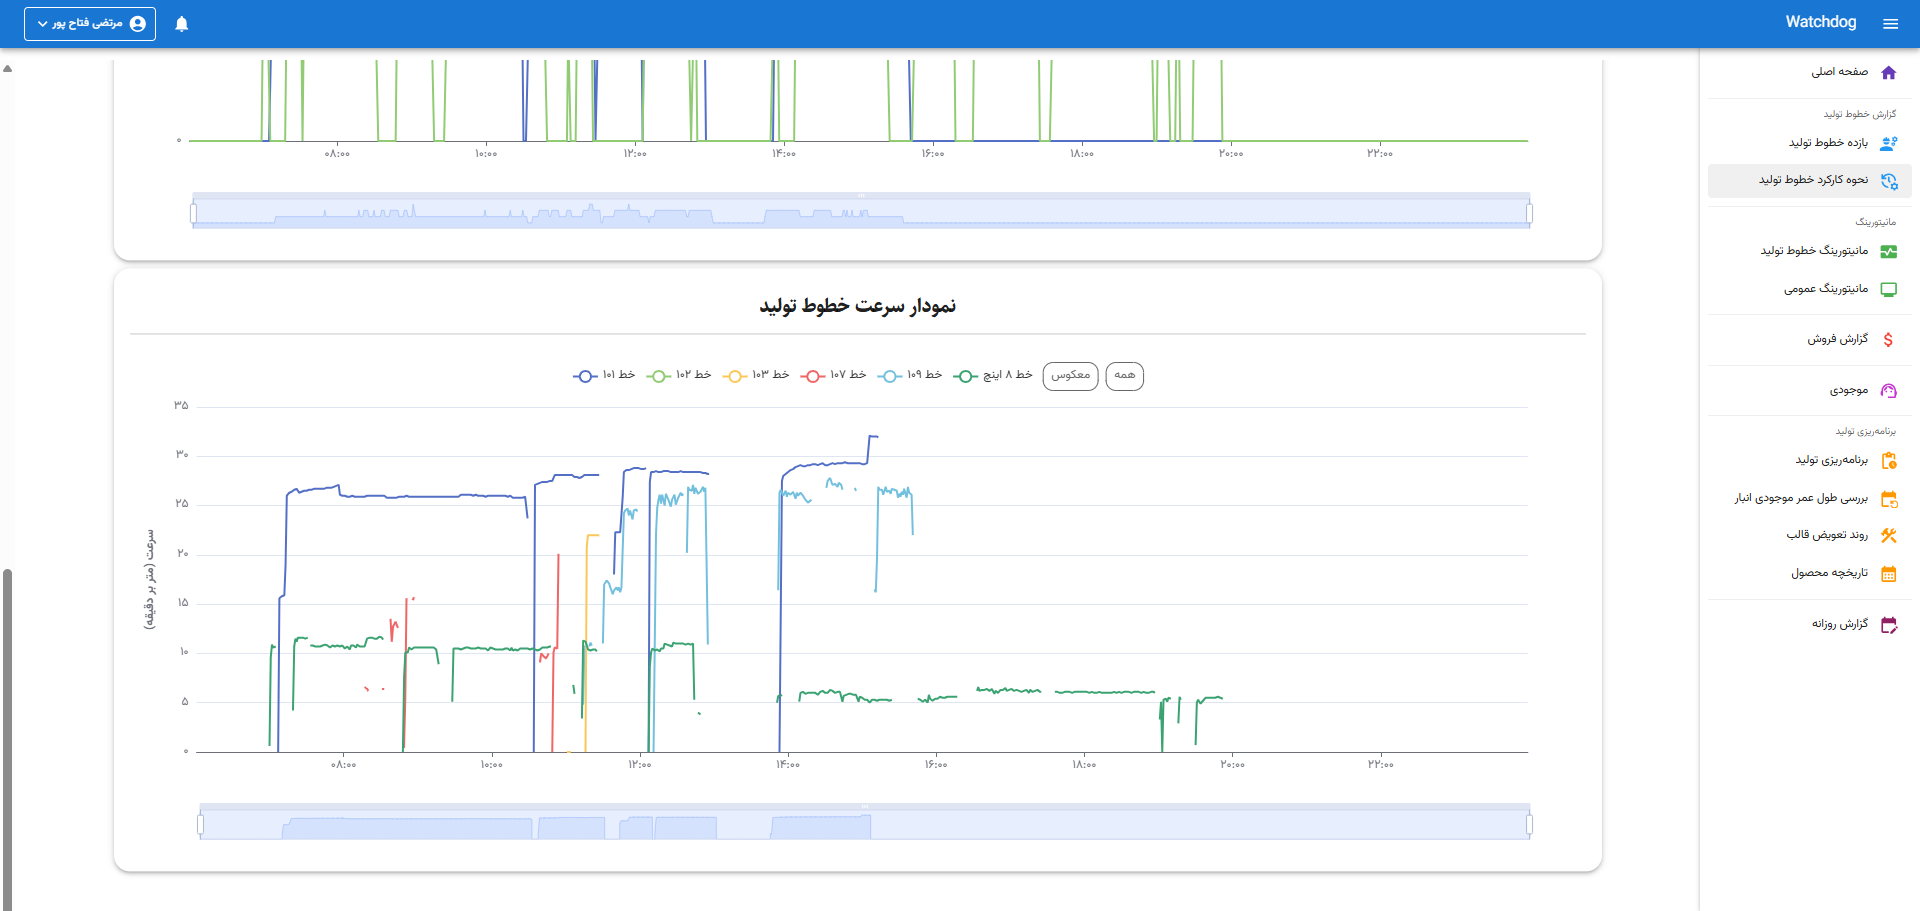 Watchdog
مرتضی فتاح پور
صفحه اصلی
گزارش خطوط تولید
بازده خطوط تولید
نحوه کارکرد خطوط تولید
مانیتورینگ
مانیتورینگ خطوط تولید
مانیتورینگ عمومی
گزارش فروش
موجودی
برنامه‌ریزی تولید
برنامه‌ریزی تولید
بررسی طول عمر موجودی انبار
روند تعویض قالب
تاریخچه محصول
گزارش روزانه
۰
۰۸:۰۰ ۱۰:۰۰ ۱۲:۰۰ ۱۴:۰۰ ۱۶:۰۰ ۱۸:۰۰ ۲۰:۰۰ ۲۲:۰۰
نمودار سرعت خطوط تولید
خط ۱۰۱ خط ۱۰۲ خط ۱۰۳ خط ۱۰۷ خط ۱۰۹ خط ۸ اینچ معکوس همه
سرعت (متر بر دقیقه)
۳۵
۳۰
۲۵
۲۰
۱۵
۱۰
۵
۰
۰۸:۰۰ ۱۰:۰۰ ۱۲:۰۰ ۱۴:۰۰ ۱۶:۰۰ ۱۸:۰۰ ۲۰:۰۰ ۲۲:۰۰